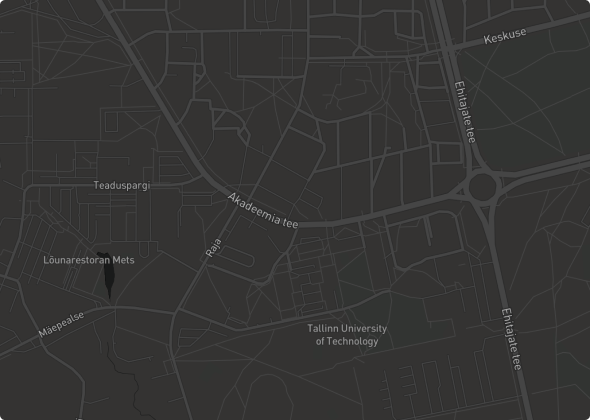 Keskuse
Ehitajate tee
Teaduspargi
Akadeemia tee
Raja
Lõunarestoran Mets
Mäepealse
Tallinn University
of Technology
Ehitajate tee